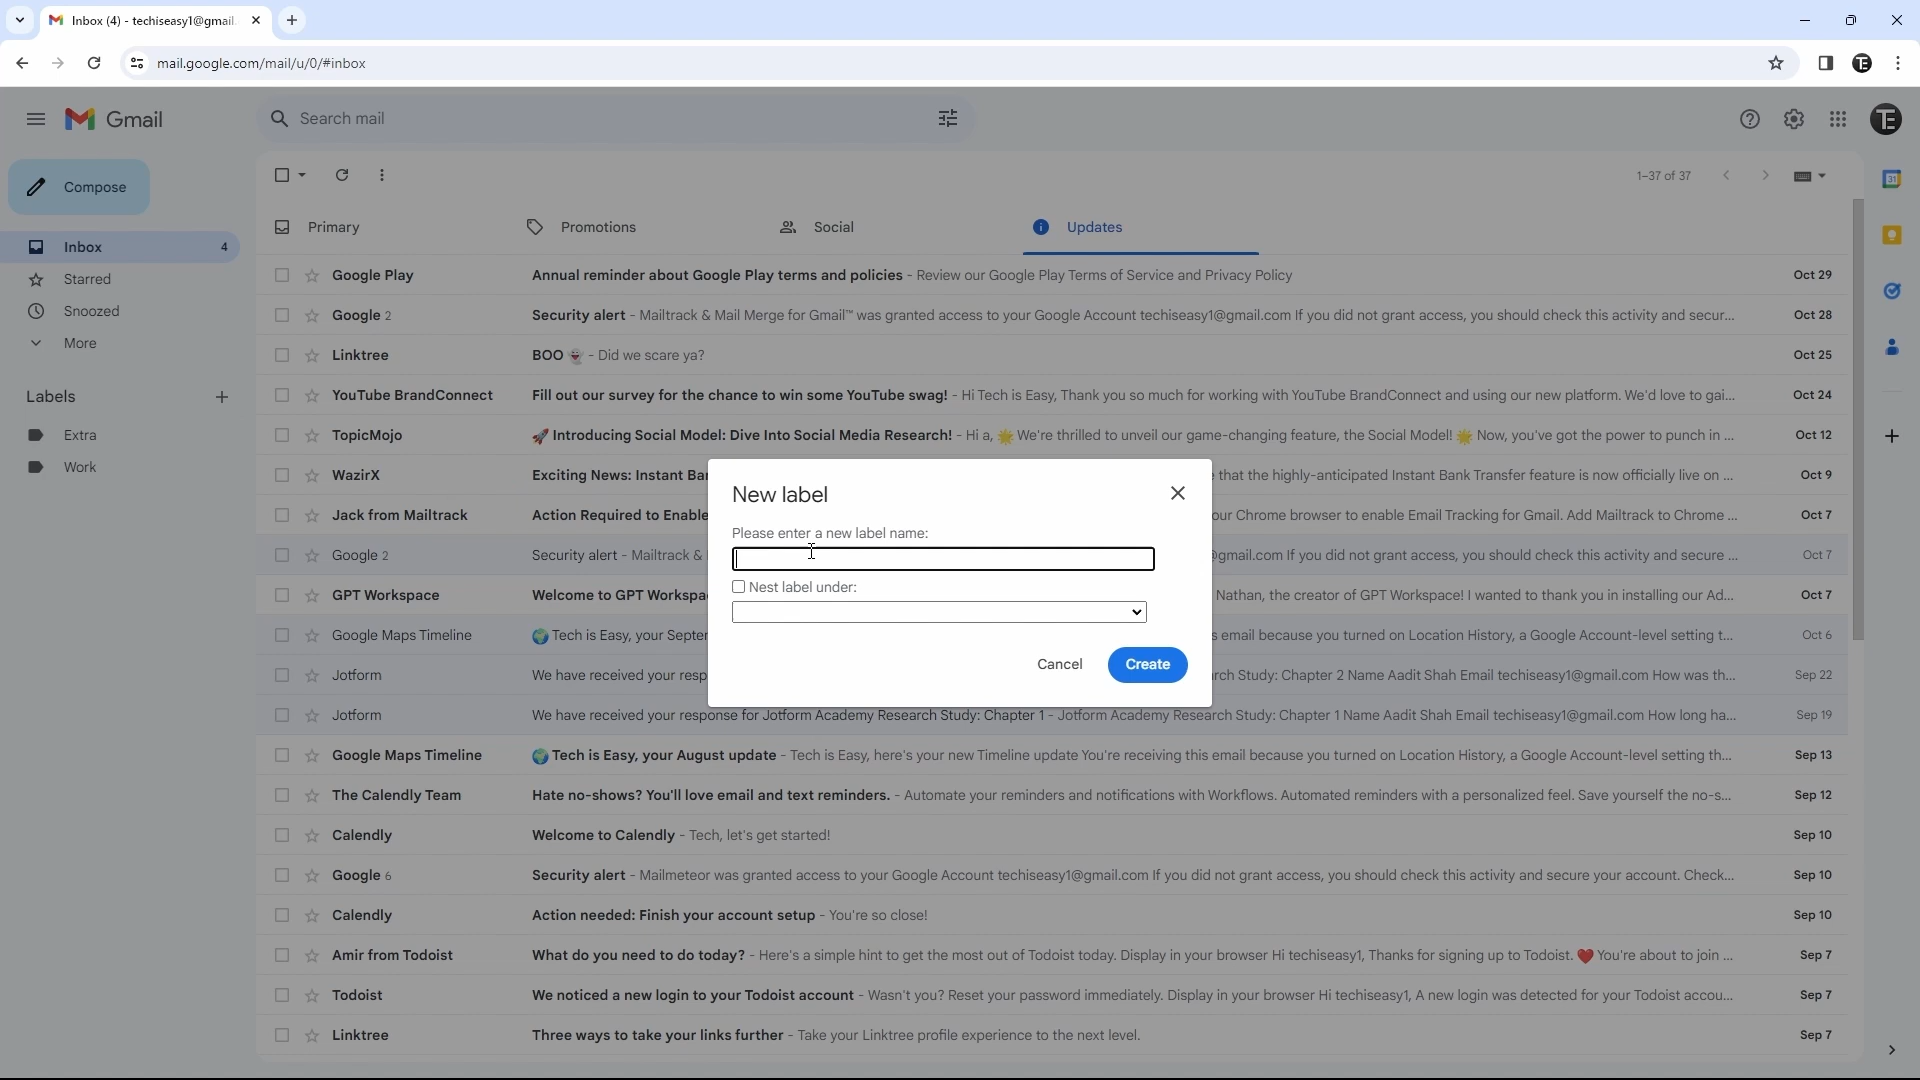 Inbox (4) - techiseasy1@gmail.
mail.google.com/mail/u/0/#inbox
Gmail
Search mail
Compose
1–37 of 37
Primary Promotions Social Updates
Inbox 4
Starred
Snoozed
More
Labels
Extra
Work
Google Play Annual reminder about Google Play terms and policies - Review our Google Play Terms of Service and Privacy Policy Oct 29
Google 2 Security alert - Mailtrack & Mail Merge for Gmail™ was granted access to your Google Account techiseasy1@gmail.com If you did not grant access, you should check this activity and secur... Oct 28
Linktree BOO 👻 - Did we scare ya? Oct 25
YouTube BrandConnect Fill out our survey for the chance to win some YouTube swag! - Hi Tech is Easy, Thank you so much for working with YouTube BrandConnect and using our new platform. We'd love to gai... Oct 24
TopicMojo 🚀 Introducing Social Model: Dive Into Social Media Research! - Hi a, 🌟 We're thrilled to unveil our game-changing feature, the Social Model! 🌟 Now, you've got the power to punch in ... Oct 12
WazirX Exciting News: Instant Ba that the highly-anticipated Instant Bank Transfer feature is now officially live on ... Oct 9
Jack from Mailtrack Action Required to Enable our Chrome browser to enable Email Tracking for Gmail. Add Mailtrack to Chrome ... Oct 7
Google 2 Security alert - Mailtrack & @gmail.com If you did not grant access, you should check this activity and secure ... Oct 7
GPT Workspace Welcome to GPT Workspa Nathan, the creator of GPT Workspace! I wanted to thank you in installing our Ad... Oct 7
Google Maps Timeline 🌍 Tech is Easy, your Septe s email because you turned on Location History, a Google Account-level setting t... Oct 6
Jotform We have received your resp rch Study: Chapter 2 Name Aadit Shah Email techiseasy1@gmail.com How was th... Sep 22
Jotform We have received your response for Jotform Academy Research Study: Chapter 1 - Jotform Academy Research Study: Chapter 1 Name Aadit Shah Email techiseasy1@gmail.com How long ha... Sep 19
Google Maps Timeline 🌍 Tech is Easy, your August update - Tech is Easy, here's your new Timeline update You're receiving this email because you turned on Location History, a Google Account-level setting th... Sep 13
The Calendly Team Hate no-shows? You'll love email and text reminders. - Automate your reminders and notifications with Workflows. Automated reminders with a personalized feel. Save yourself the no-s... Sep 12
Calendly Welcome to Calendly - Tech, let's get started! Sep 10
Google 6 Security alert - Mailmeteor was granted access to your Google Account techiseasy1@gmail.com If you did not grant access, you should check this activity and secure your account. Check... Sep 10
Calendly Action needed: Finish your account setup - You're so close! Sep 10
Amir from Todoist What do you need to do today? - Here's a simple hint to get the most out of Todoist today. Display in your browser Hi techiseasy1, Thanks for signing up to Todoist. ❤️ You're about to join ... Sep 7
Todoist We noticed a new login to your Todoist account - Wasn't you? Reset your password immediately. Display in your browser Hi techiseasy1, A new login was detected for your Todoist accou... Sep 7
Linktree Three ways to take your links further - Take your Linktree profile experience to the next level. Sep 7
New label
Please enter a new label name:
Nest label under:
Cancel Create
31